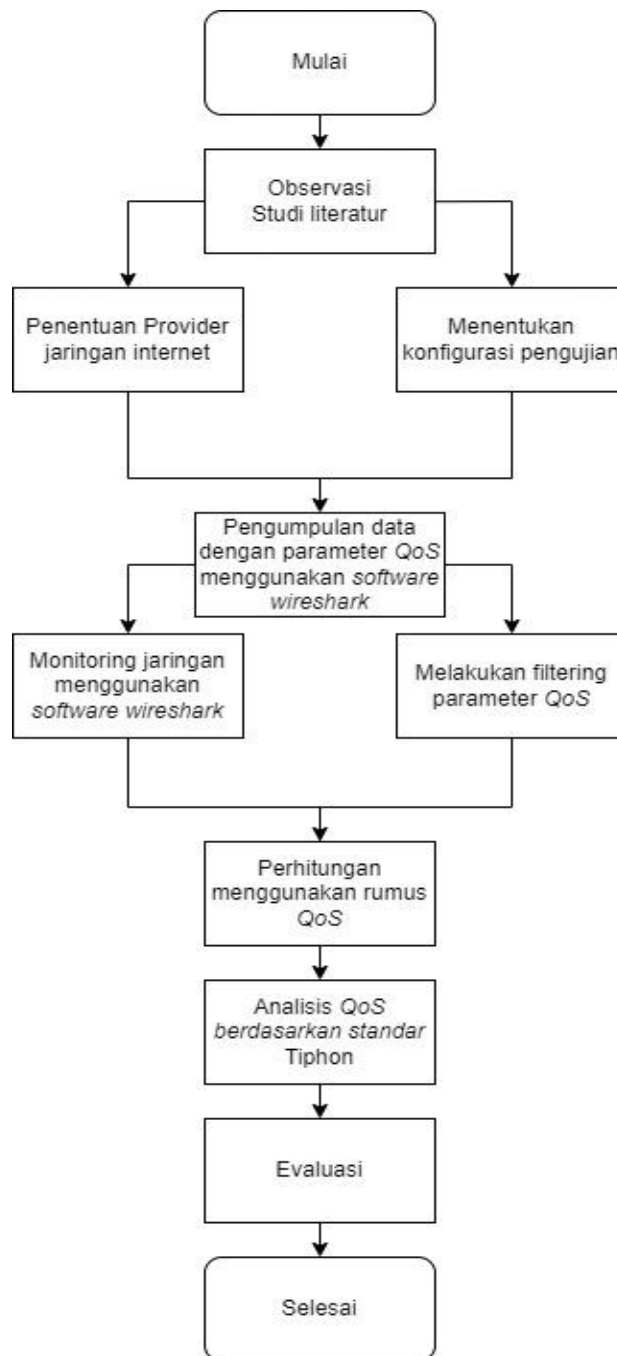 Mulai
Observasi
Studi literatur
Penentuan Provider
jaringan internet
Menentukan
konfigurasi pengujian
Pengumpulan data
dengan parameter QoS
menggunakan software
wireshark
Monitoring jaringan
menggunakan
software wireshark
Melakukan filtering
parameter QoS
Perhitungan
menggunakan rumus
QoS
Analisis QoS
berdasarkan standar
Tiphon
Evaluasi
Selesai